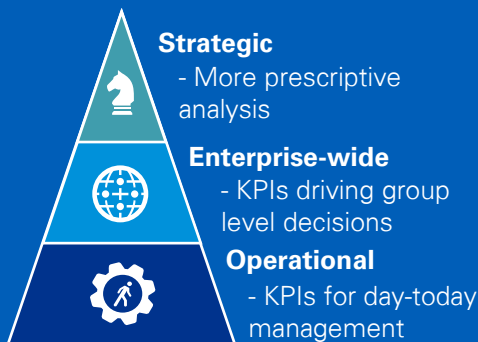 Strategic
- More prescriptive
analysis
Enterprise-wide
- KPIs driving group
level decisions
Operational
- KPIs for day-today
management